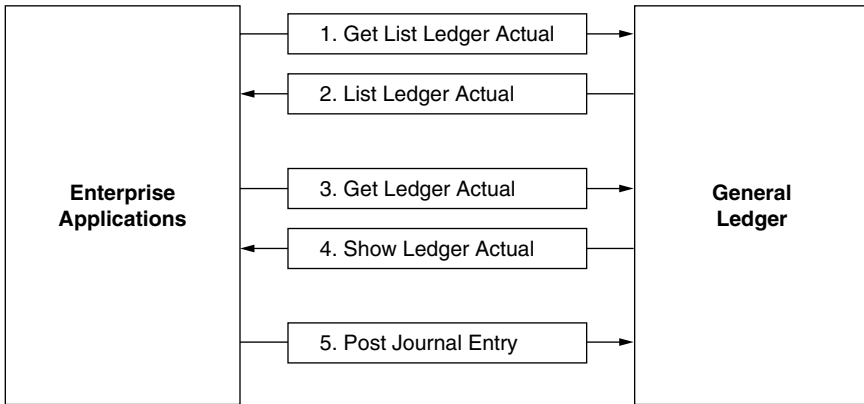 1. Get List Ledger Actual
2. List Ledger Actual
Enterprise
Applications
3. Get Ledger Actual
General
Ledger
4. Show Ledger Actual
5. Post Journal Entry